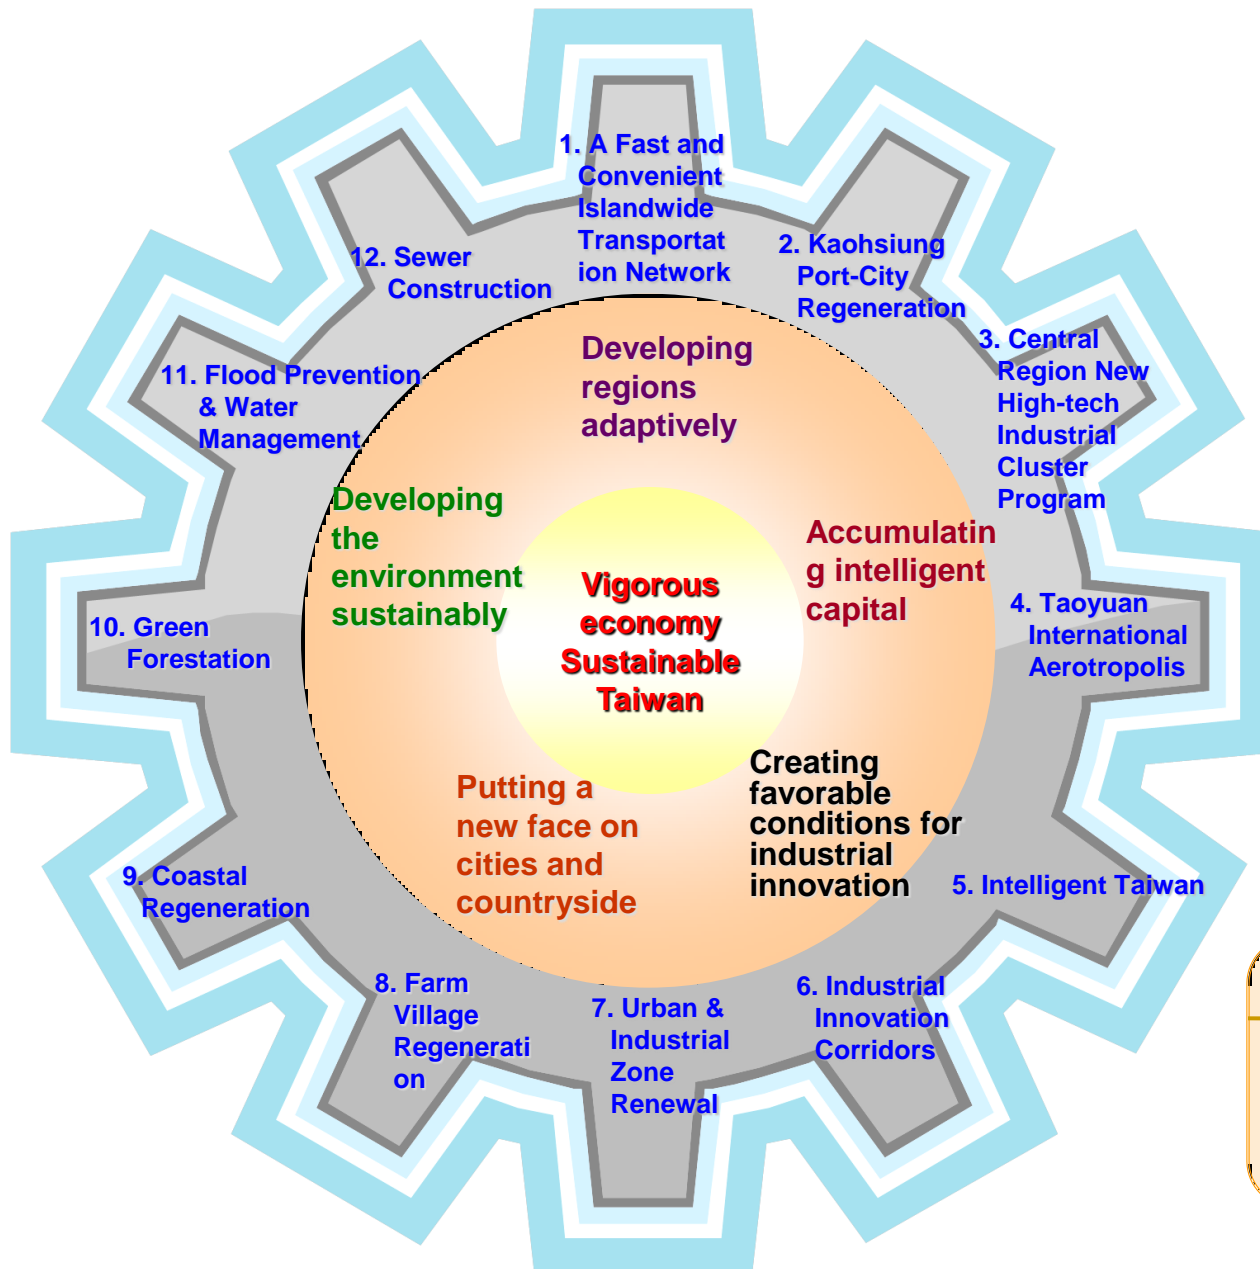 1. A Fast and
Convenient
Islandwide
Transportat
ion Network
2. Kaohsiung
Port-City
Regeneration
3. Central
Region New
High-tech
Industrial
Cluster
Program
4. Taoyuan
International
Aerotropolis
5. Intelligent Taiwan
6. Industrial
Innovation
Corridors
7. Urban &
Industrial
Zone
Renewal
8. Farm
Village
Regenerati
on
9. Coastal
Regeneration
10. Green
Forestation
11. Flood Prevention
& Water
Management
12. Sewer
Construction
Developing
regions
adaptively
Accumulatin
g intelligent
capital
Creating
favorable
conditions for
industrial
innovation
Putting a
new face on
cities and
countryside
Developing
the
environment
sustainably
Vigorous
economy
Sustainable
Taiwan